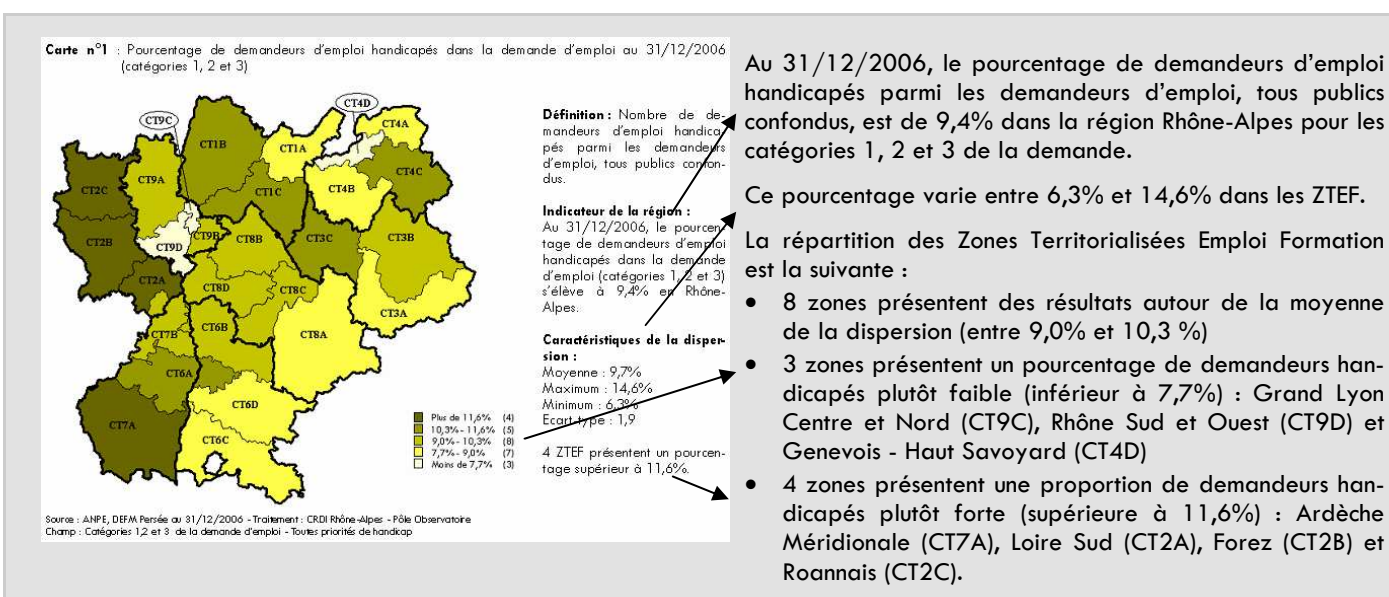 Carte n°1 : Pourcentage de demandeurs d'emploi handicapés dans la demande d'emploi au 31/12/2006
(catégories 1, 2 et 3)
CT4D
CT9C
CT4A
CT1B
CT1A
CT2C
CT9A
CT4C
CT1C
CT4B
CT2B
CT9D
CT9B
CT8B
CT3C
CT3B
CT2A
CT8D
CT8C
CT3A
CT7B
CT6B
CT8A
CT6A
CT6D
CT7A
CT6C
Plus de 11,6% (4)
10,3% - 11,6% (5)
9,0% - 10,3% (8)
7,7% - 9,0% (7)
Moins de 7,7% (3)
Définition : Nombre de de-
mandeurs d'emploi handica-
pés parmi les demandeurs
d'emploi, tous publics confon-
dus.
Indicateur de la région :
Au 31/12/2006, le pourcen-
tage de demandeurs d'emploi
handicapés dans la demande
d'emploi (catégories 1, 2 et 3)
s'élève à 9,4% en Rhône-
Alpes.
Caractéristiques de la disper-
sion :
Moyenne : 9,7%
Maximum : 14,6%
Minimum : 6,3%
Ecart-type : 1,9
4 ZTEF présentent un pourcen-
tage supérieur à 11,6%.
Source : ANPE, DEFM Persée au 31/12/2006 - Traitement : CRDI Rhône-Alpes - Pôle Observatoire
Champ : Catégories 1,2 et 3 de la demande d'emploi - Toutes priorités de handicap
Au 31/12/2006, le pourcentage de demandeurs d'emploi
handicapés parmi les demandeurs d'emploi, tous publics
confondus, est de 9,4% dans la région Rhône-Alpes pour les
catégories 1, 2 et 3 de la demande.
Ce pourcentage varie entre 6,3% et 14,6% dans les ZTEF.
La répartition des Zones Territorialisées Emploi Formation
est la suivante :
• 8 zones présentent des résultats autour de la moyenne
de la dispersion (entre 9,0% et 10,3 %)
• 3 zones présentent un pourcentage de demandeurs han-
dicapés plutôt faible (inférieur à 7,7%) : Grand Lyon
Centre et Nord (CT9C), Rhône Sud et Ouest (CT9D) et
Genevois - Haut Savoyard (CT4D)
• 4 zones présentent une proportion de demandeurs han-
dicapés plutôt forte (supérieure à 11,6%) : Ardèche
Méridionale (CT7A), Loire Sud (CT2A), Forez (CT2B) et
Roannais (CT2C).